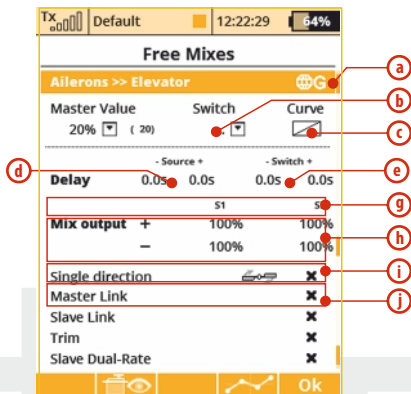 Tx Default 12:22:29 64%
Free Mixes
Ailerons >> Elevator G
a
Master Value Switch Curve
b
20% ( 20)
c
- Source + - Switch +
d
Delay 0.0s 0.0s 0.0s 0.0s
e
S1
g
Mix output + 100% 100%
h
– 100% 100%
Single direction
i
Master Link
j
Slave Link
Trim
Slave Dual-Rate
Ok